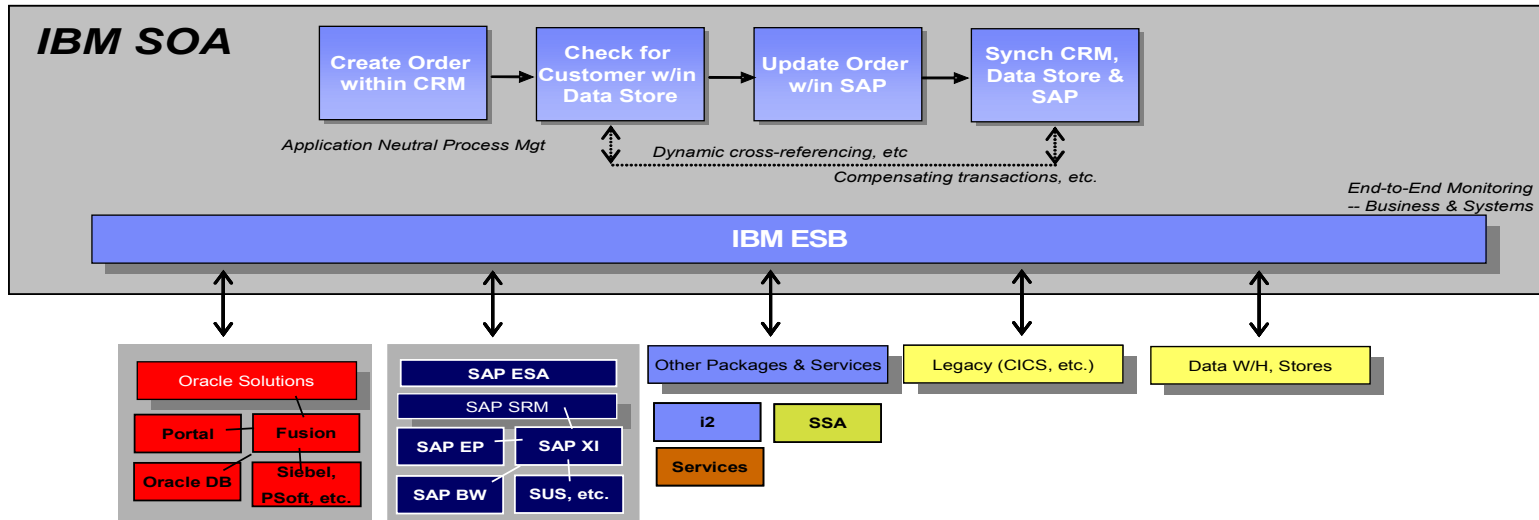 IBM SOA
Create Order
within CRM
Check for
Customer w/in
Data Store
Update Order
w/in SAP
Synch CRM,
Data Store &
SAP
Application Neutral Process Mgt
Dynamic cross-referencing, etc
Compensating transactions, etc.
End-to-End Monitoring
-- Business & Systems
IBM ESB
Oracle Solutions
Portal
Fusion
Oracle DB
Siebel,
PSoft, etc.
SAP ESA
SAP SRM
SAP EP
SAP XI
SAP BW
SUS, etc.
Other Packages & Services
i2
SSA
Services
Legacy (CICS, etc.)
Data W/H, Stores